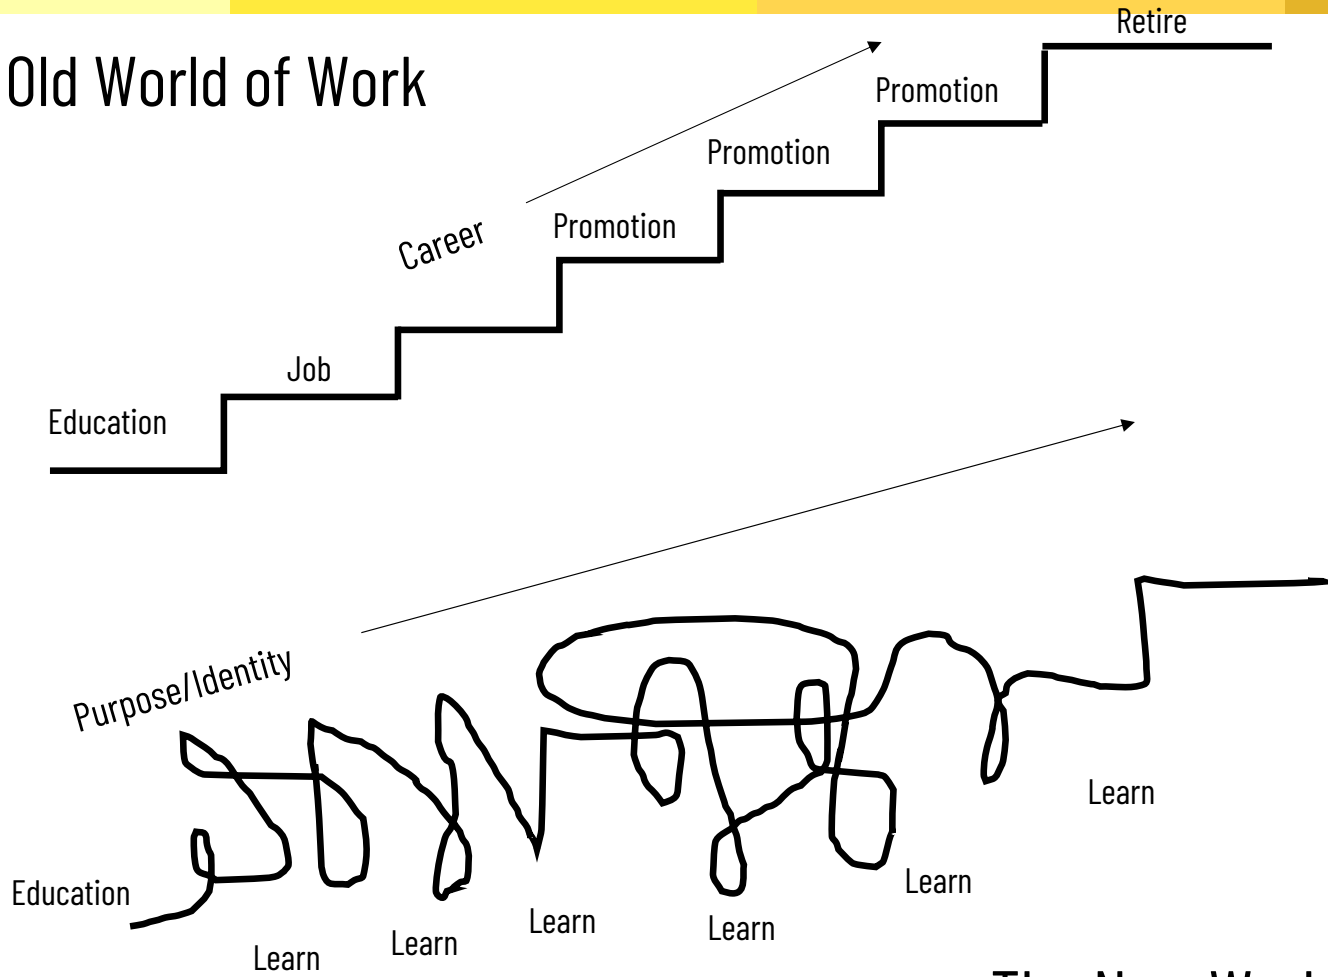 Retire
Old World of Work
Promotion
Promotion
Promotion
Career
Job
Education
Purpose/Identity
Learn
Learn
Education
Learn
Learn
Learn
Learn